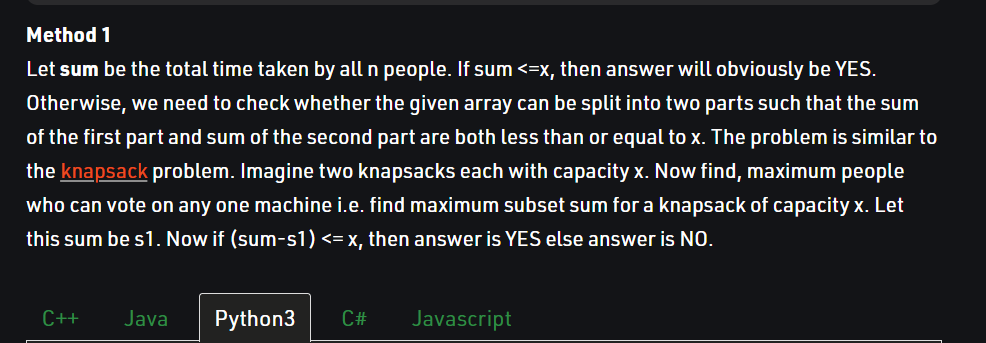 Method 1
Let sum be the total time taken by all n people. If sum <=x, then answer will obviously be YES.
Otherwise, we need to check whether the given array can be split into two parts such that the sum
of the first part and sum of the second part are both less than or equal to x. The problem is similar to
the knapsack problem. Imagine two knapsacks each with capacity x. Now find, maximum people
who can vote on any one machine i.e. find maximum subset sum for a knapsack of capacity x. Let
this sum be s1. Now if (sum-s1) <= x, then answer is YES else answer is NO.
C++ Java Python3 C# Javascript